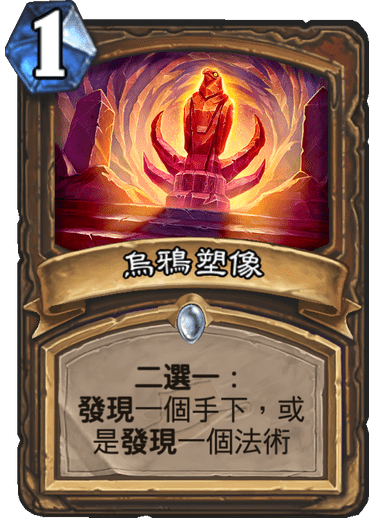 1
烏鴉塑像
二選一：
發現一個手下，或
是發現一個法術